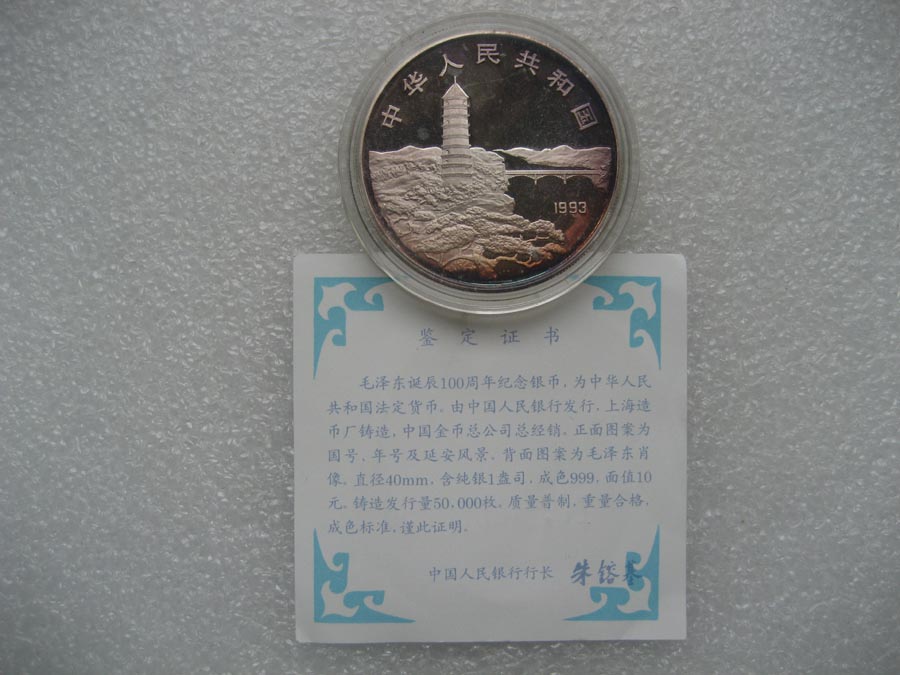 中华人民共和国
1993
鉴定证书
毛泽东诞辰100周年纪念银币，为中华人民
共和国法定货币。由中国人民银行发行，上海造
币厂铸造，中国金币总公司总经销。正面图案为
国号、年号及延安风景。背面图案为毛泽东肖
像。直径40mm，含纯银1盎司，成色999，面值10
元。铸造发行量50,000枚。质量普制，重量合格，
成色标准，谨此证明。
中国人民银行行长 朱镕基